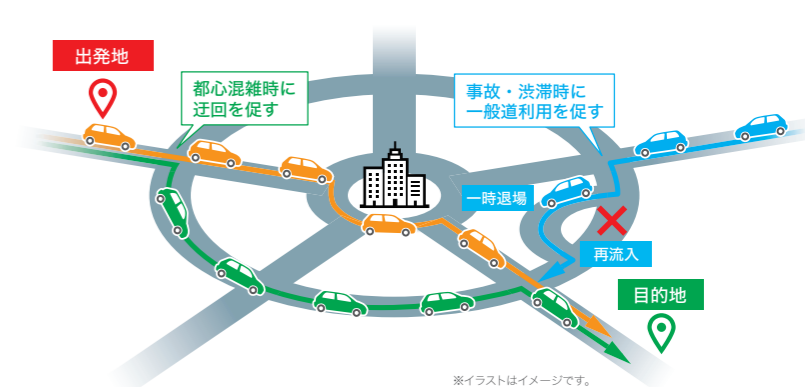 出発地
都心混雑時に
迂回を促す
事故・渋滞時に
一般道利用を促す
一時退場
再流入
目的地
※イラストはイメージです。